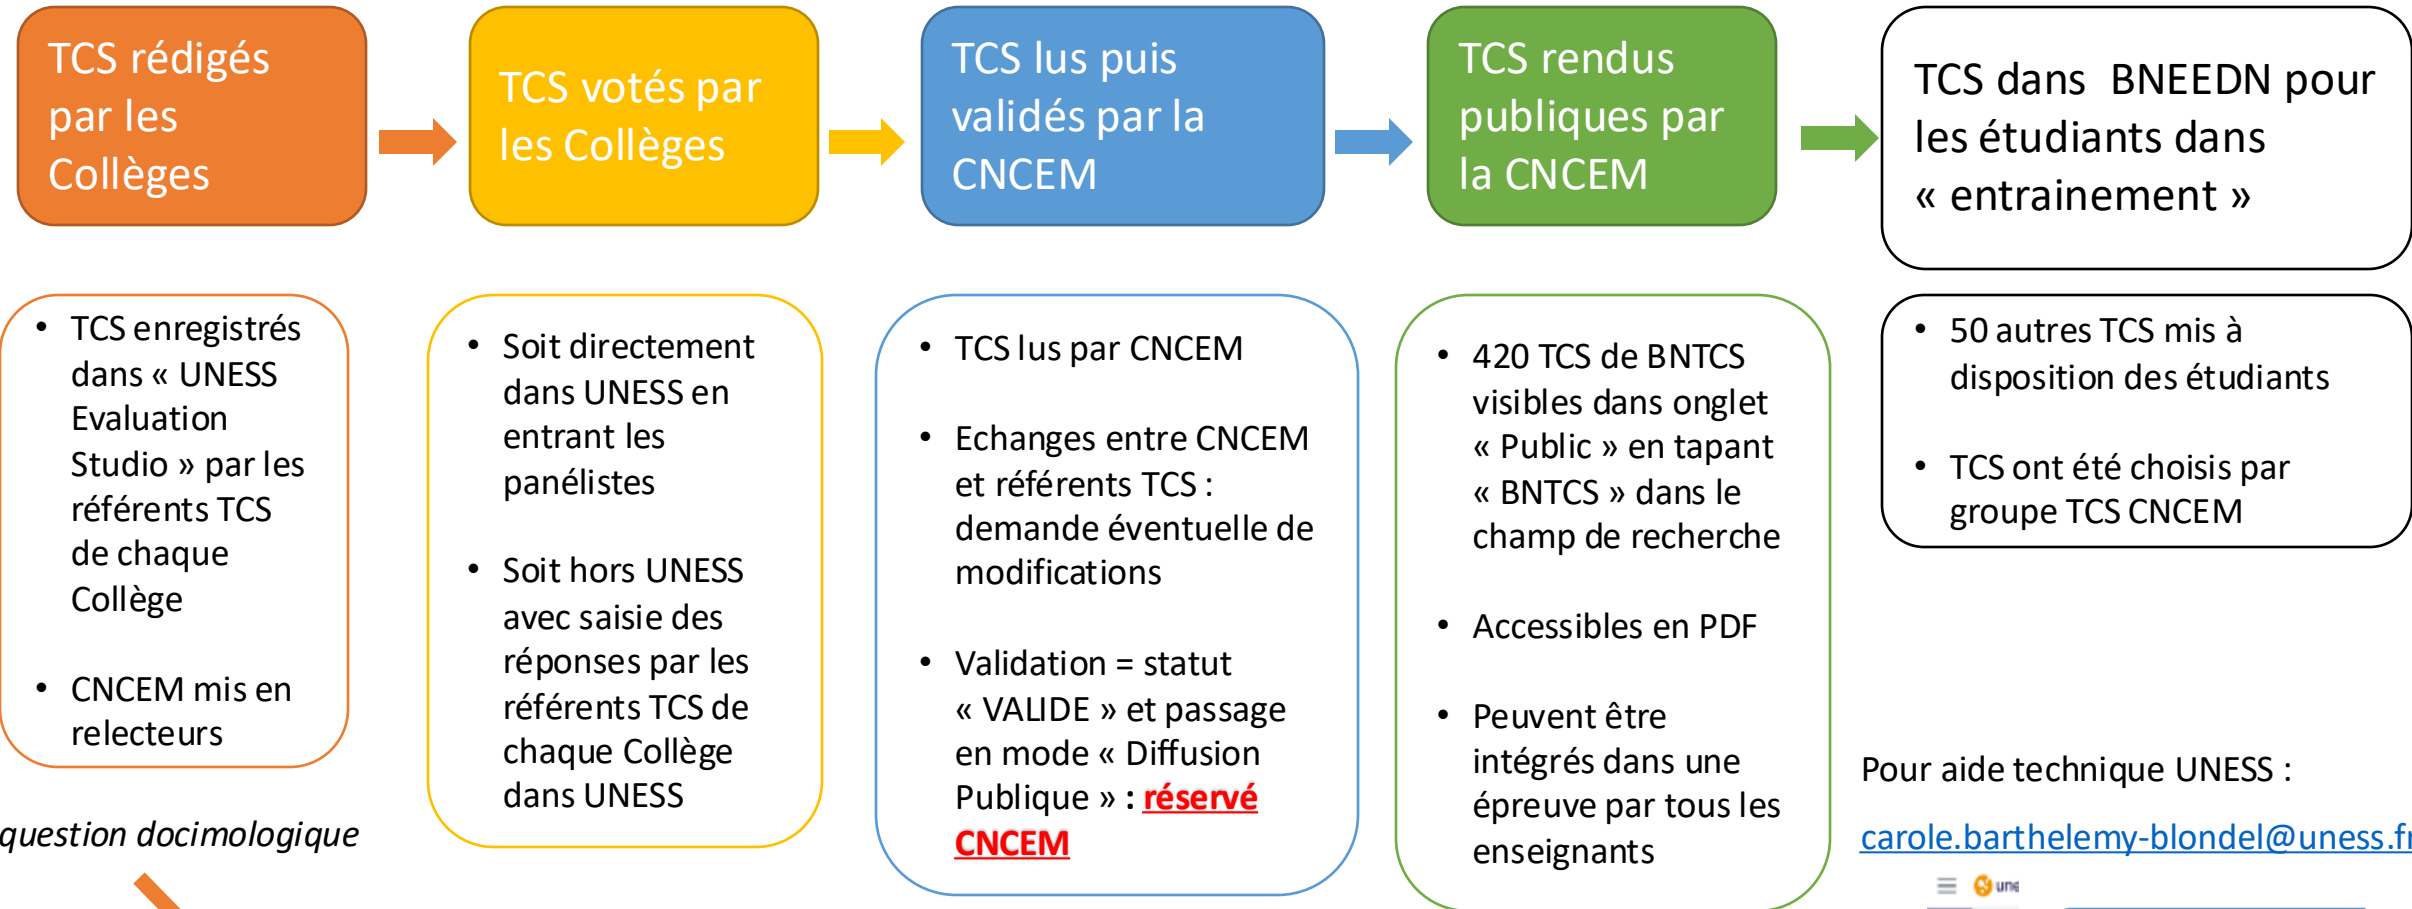 TCS rédigés
par les
Collèges
TCS votés par
les Collèges
TCS lus puis
validés par la
CNCEM
TCS rendus
publiques par
la CNCEM
TCS dans BNEEDN pour
les étudiants dans
« entrainement »
• TCS enregistrés
dans « UNESS
Evaluation
Studio » par les
référents TCS
de chaque
Collège
• CNCEM mis en
relecteurs
• Soit directement
dans UNESS en
entrant les
panélistes
• Soit hors UNESS
avec saisie des
réponses par les
référents TCS de
chaque Collège
dans UNESS
• TCS lus par CNCEM
• Echanges entre CNCEM
et référents TCS :
demande éventuelle de
modifications
• Validation = statut
« VALIDE » et passage
en mode « Diffusion
Publique » : réservé
CNCEM
• 420 TCS de BNTCS
visibles dans onglet
« Public » en tapant
« BNTCS » dans le
champ de recherche
• Accessibles en PDF
• Peuvent être
intégrés dans une
épreuve par tous les
enseignants
• 50 autres TCS mis à
disposition des étudiants
• TCS ont été choisis par
groupe TCS CNCEM
question docimologique
Pour aide technique UNESS :
carole.barthelemy-blondel@uness.fr
une